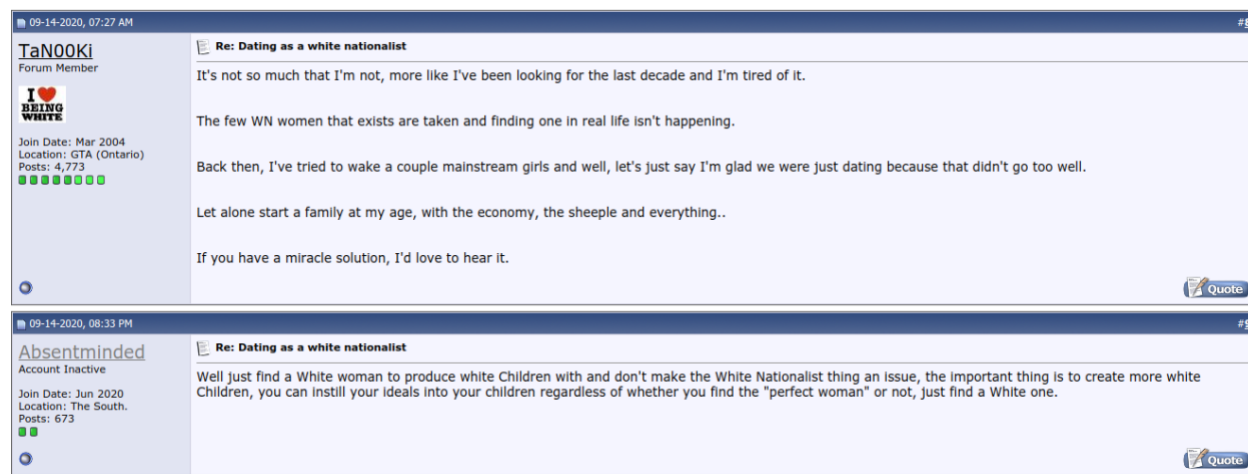 09-14-2020, 07:27 AM
TaN00Ki
Forum Member
I
BEING
WHITE
Join Date: Mar 2004
Location: GTA (Ontario)
Posts: 4,773
Re: Dating as a white nationalist
It's not so much that I'm not, more like I've been looking for the last decade and I'm tired of it.
The few WN women that exists are taken and finding one in real life isn't happening.
Back then, I've tried to wake a couple mainstream girls and well, let's just say I'm glad we were just dating because that didn't go too well.
Let alone start a family at my age, with the economy, the sheeple and everything..
If you have a miracle solution, I'd love to hear it.
Quote
09-14-2020, 08:33 PM
Absentminded
Account Inactive
Join Date: Jun 2020
Location: The South.
Posts: 673
Re: Dating as a white nationalist
Well just find a White woman to produce white Children with and don't make the White Nationalist thing an issue, the important thing is to create more white
Children, you can instill your ideals into your children regardless of whether you find the "perfect woman" or not, just find a White one.
Quote